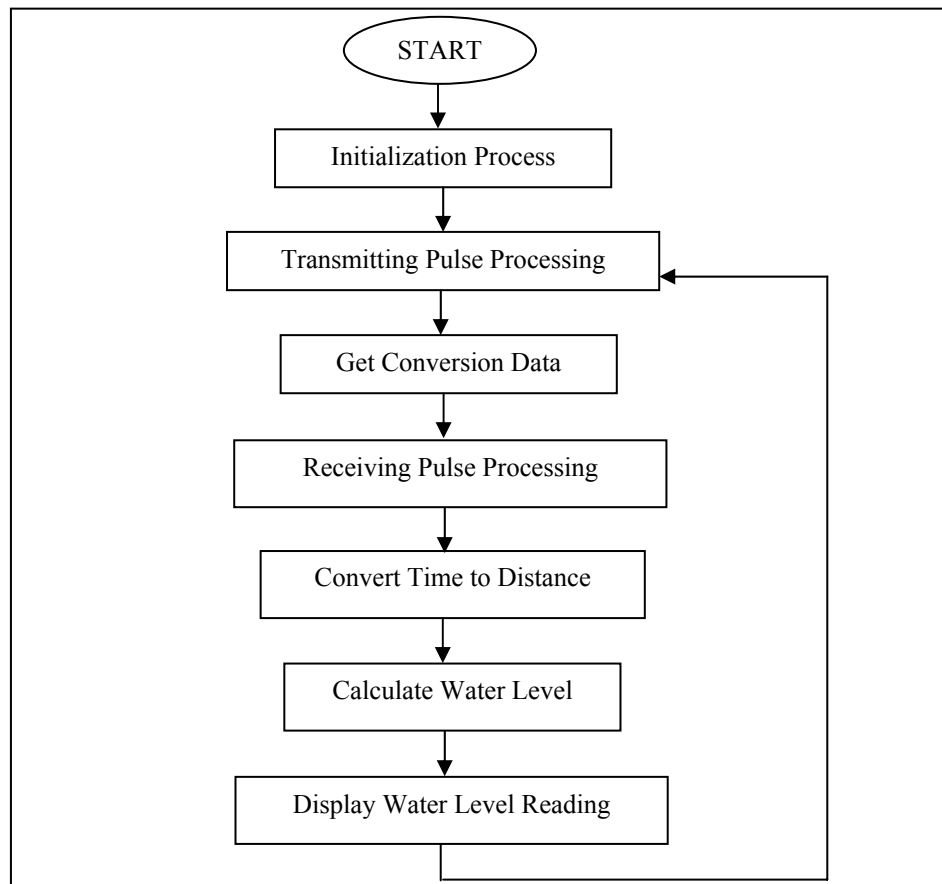 START
Initialization Process
Transmitting Pulse Processing
Get Conversion Data
Receiving Pulse Processing
Convert Time to Distance
Calculate Water Level
Display Water Level Reading